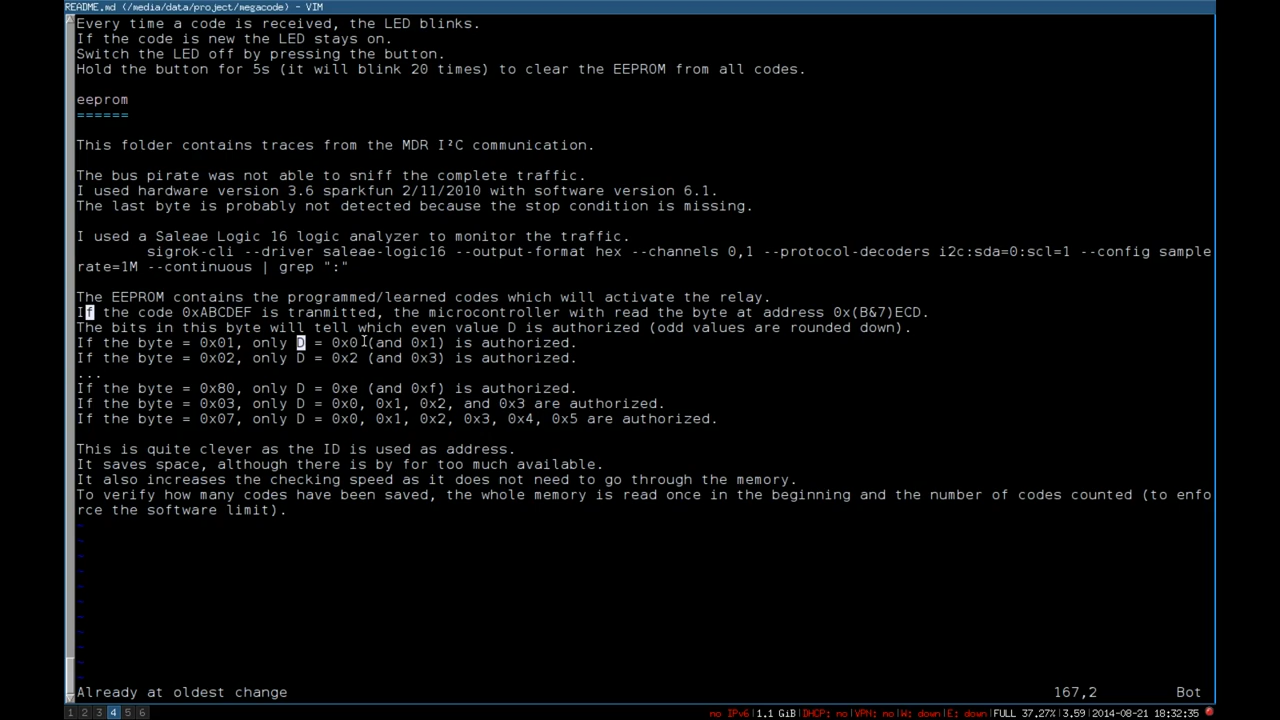 README.md (/media/data/project/megacode) - VIM
Every time a code is received, the LED blinks.
If the code is new the LED stays on.
Switch the LED off by pressing the button.
Hold the button for 5s (it will blink 20 times) to clear the EEPROM from all codes.
eeprom
======
This folder contains traces from the MDR I²C communication.
The bus pirate was not able to sniff the complete traffic.
I used hardware version 3.6 sparkfun 2/11/2010 with software version 6.1.
The last byte is probably not detected because the stop condition is missing.
I used a Saleae Logic 16 logic analyzer to monitor the traffic.
sigrok-cli --driver saleae-logic16 --output-format hex --channels 0,1 --protocol-decoders i2c:sda=0:scl=1 --config sample
rate=1M --continuous | grep ":"
The EEPROM contains the programmed/learned codes which will activate the relay.
If the code 0xABCDEF is tranmitted, the microcontroller with read the byte at address 0x(B&7)ECD.
The bits in this byte will tell which even value D is authorized (odd values are rounded down).
If the byte = 0x01, only D = 0x0 (and 0x1) is authorized.
If the byte = 0x02, only D = 0x2 (and 0x3) is authorized.
...
If the byte = 0x80, only D = 0xe (and 0xf) is authorized.
If the byte = 0x03, only D = 0x0, 0x1, 0x2, and 0x3 are authorized.
If the byte = 0x07, only D = 0x0, 0x1, 0x2, 0x3, 0x4, 0x5 are authorized.
This is quite clever as the ID is used as address.
It saves space, although there is by for too much available.
It also increases the checking speed as it does not need to go through the memory.
To verify how many codes have been saved, the whole memory is read once in the beginning and the number of codes counted (to enfo
rce the software limit).
~
~
~
~
~
~
~
~
~
~
Already at oldest change 167,2 Bot
1 2 3 4 5 6 no IPv6|1.1 GiB|DHCP: no|VPN: no|W: down|E: down|FULL 37.27%|3.59|2014-08-21 18:32:35